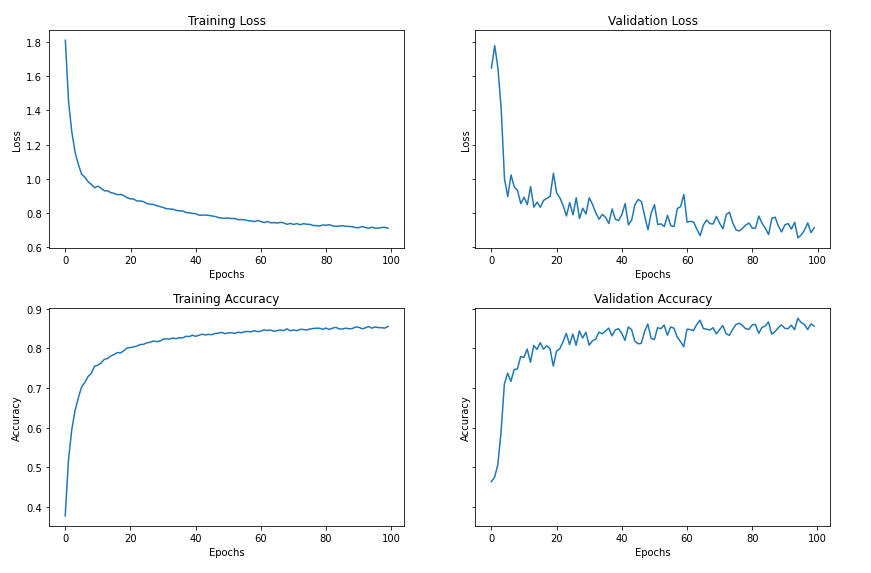 Training Loss
Validation Loss
Loss
1.8
1.6
1.4
1.2
1.0
0.8
0.6
0 20 40 60 80 100
Epochs
Loss
0 20 40 60 80 100
Epochs
Training Accuracy
Validation Accuracy
Accuracy
0.9
0.8
0.7
0.6
0.5
0.4
0 20 40 60 80 100
Epochs
Accuracy
0 20 40 60 80 100
Epochs